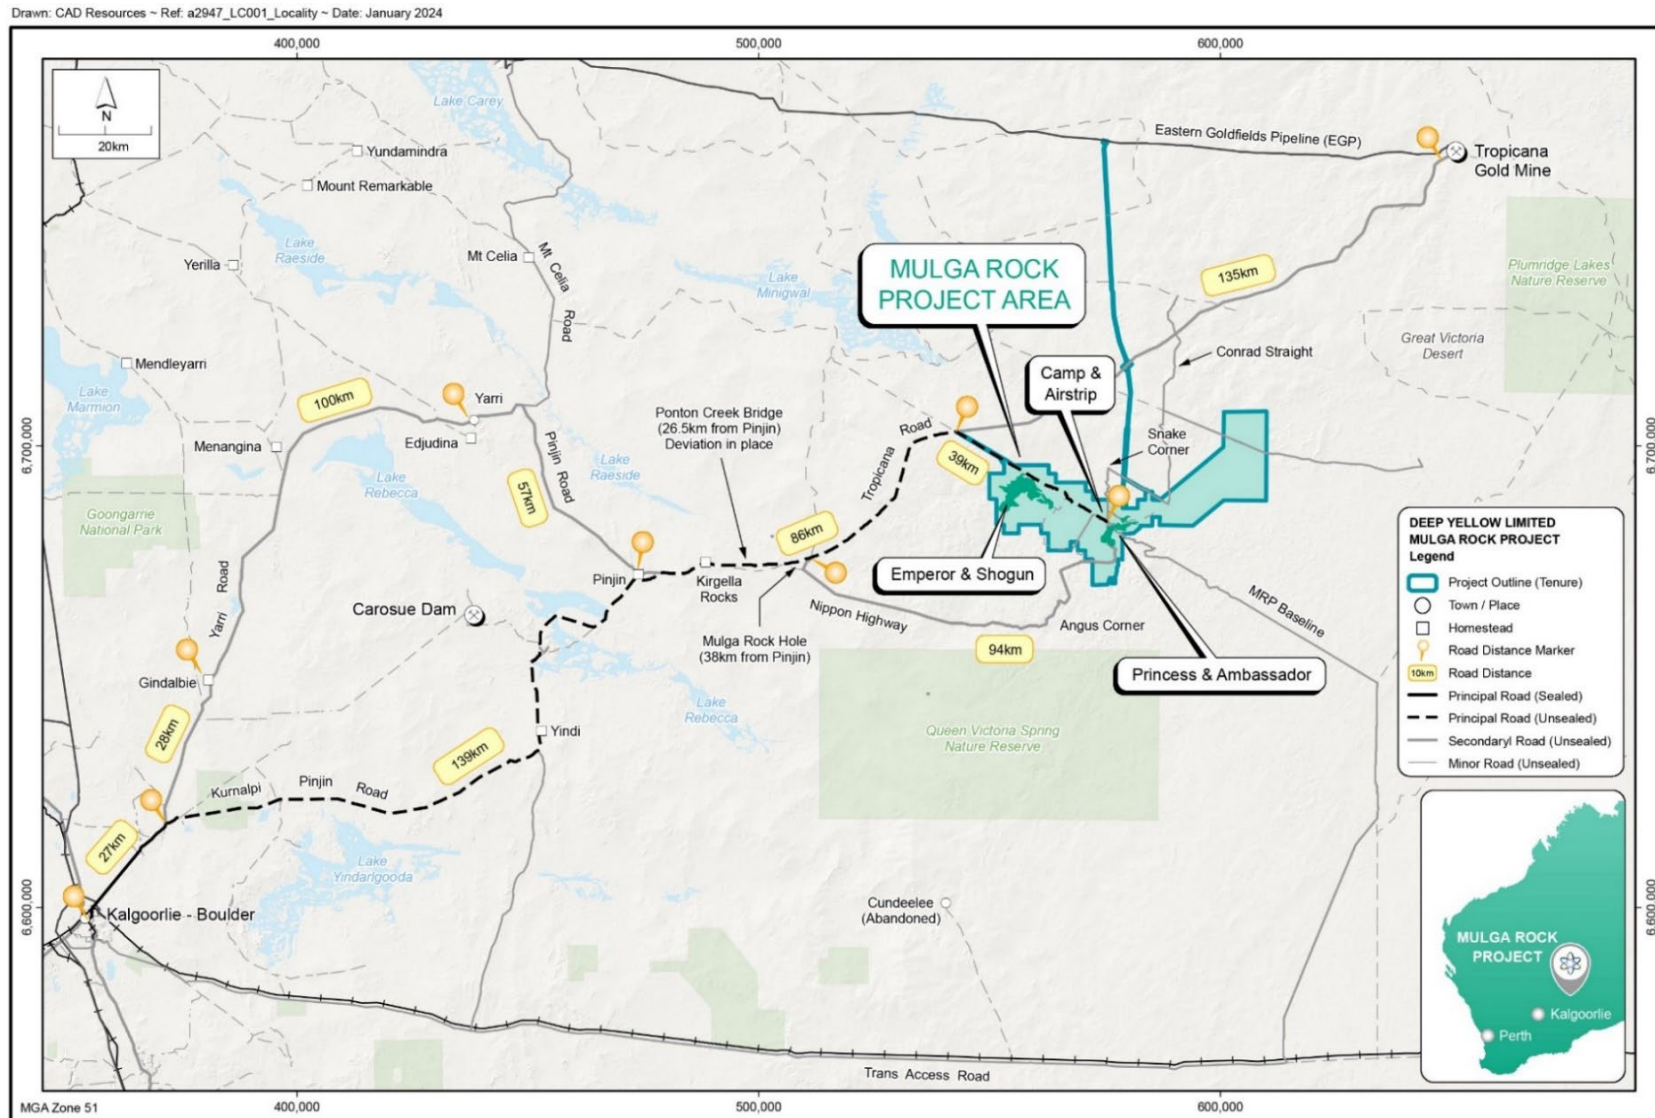 Drawn: CAD Resources ~ Ref: a2947_LC001_Locality ~ Date: January 2024
400,000
500,000
600,000
N
20km
Lake Carey
Yundamindra
Mount Remarkable
Eastern Goldfields Pipeline (EGP)
Tropicana
Gold Mine
Lake
Raeside
Mt Celia
Mt Celia Road
Yerilla
Lake
Minigwal
MULGA ROCK
PROJECT AREA
135km
Plumridge Lakes
Nature Reserve
Great Victoria
Desert
Conrad Straight
Mendleyarri
Lake
Marmion
Camp &
Airstrip
100km
Yarri
Edjudina
Menangina
Ponton Creek Bridge
(26.5km from Pinjin)
Deviation in place
Tropicana Road
39km
Snake
Corner
6,700,000
6,700,000
Pinjin Road
57km
Lake
Raeside
Lake
Rebecca
Goongarrie
National Park
86km
Pinjin
Kirgella
Rocks
Emperor & Shogun
Carosue Dam
Nippon Highway
Mulga Rock Hole
(38km from Pinjin)
Angus Corner
MRP Baseline
94km
Princess & Ambassador
Yarri Road
Gindalbie
28km
Lake
Rebecca
Yindi
Queen Victoria Spring
Nature Reserve
139km
Kurnalpi Pinjin Road
27km
Lake
Yindarlgooda
Kalgoorlie - Boulder
Cundeelee
(Abandoned)
6,600,000
6,600,000
Trans Access Road
DEEP YELLOW LIMITED
MULGA ROCK PROJECT
Legend
Project Outline (Tenure)
Town / Place
Homestead
Road Distance Marker
10km Road Distance
Principal Road (Sealed)
Principal Road (Unsealed)
Secondaryl Road (Unsealed)
Minor Road (Unsealed)
MULGA ROCK
PROJECT
Kalgoorlie
Perth
MGA Zone 51
400,000
500,000
600,000